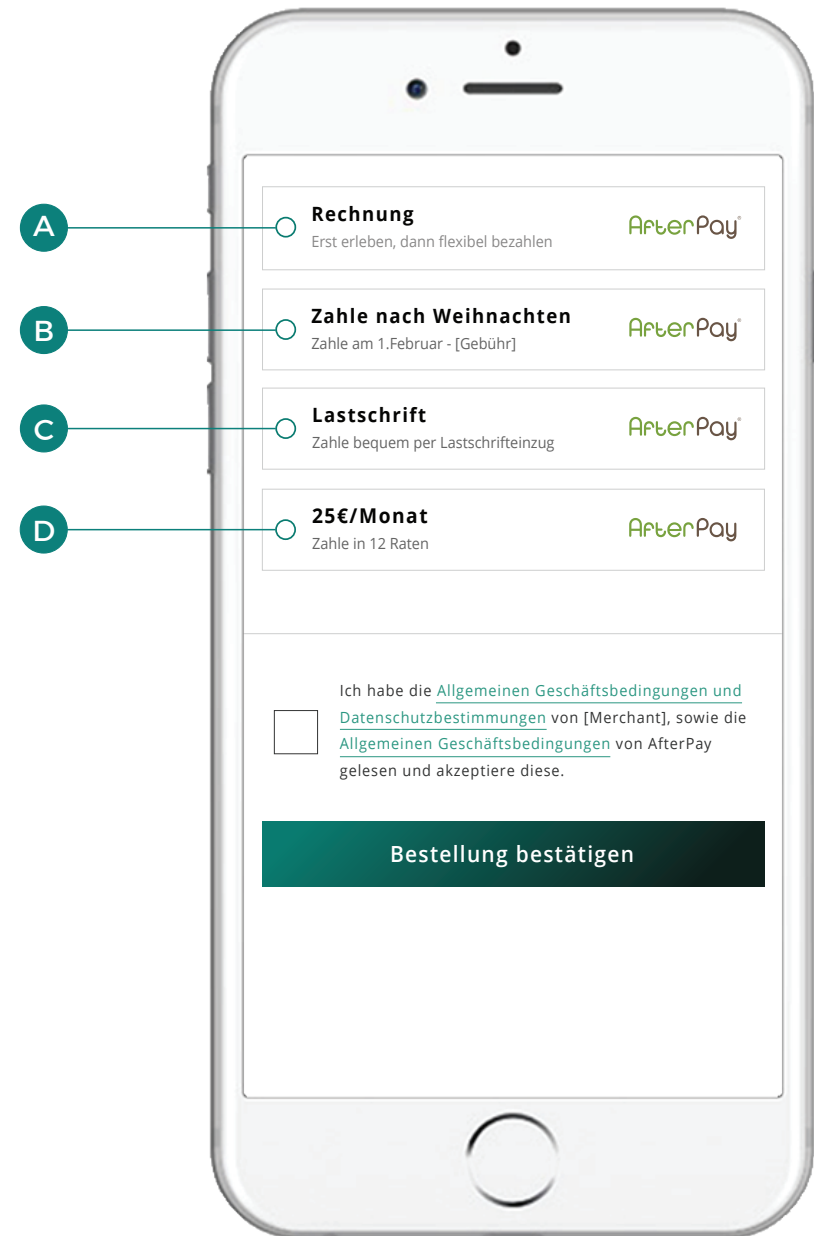 A
Rechnung
Erst erleben, dann flexibel bezahlen
AfterPay
B
Zahle nach Weihnachten
Zahle am 1.Februar - [Gebühr]
AfterPay
C
Lastschrift
Zahle bequem per Lastschrifteinzug
AfterPay
D
25€/Monat
Zahle in 12 Raten
AfterPay
Ich habe die Allgemeinen Geschäftsbedingungen und
Datenschutzbestimmungen von [Merchant], sowie die
Allgemeinen Geschäftsbedingungen von AfterPay
gelesen und akzeptiere diese.
Bestellung bestätigen